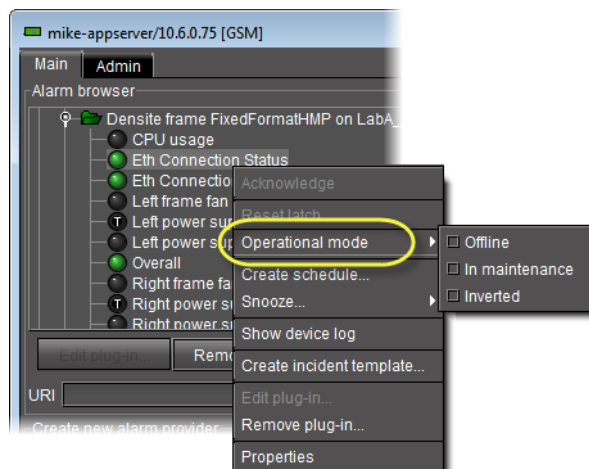 mike-appserver/10.6.0.75 [GSM]
Main Admin
Alarm browser
Densite frame FixedFormatHMP on LabA_
CPU usage
Eth Connection Status
Eth Connectio
Left frame fan
T Left power sup
Left power sup
Overall
Right frame fa
T Right power su
Right power su
Edit plug-in... Remo
URI
Create new alarm provider
Acknowledge
Reset latch
Operational mode
Create schedule...
Snooze...
Show device log
Create incident template...
Edit plug-in...
Remove plug-in...
Properties
Offline
In maintenance
Inverted